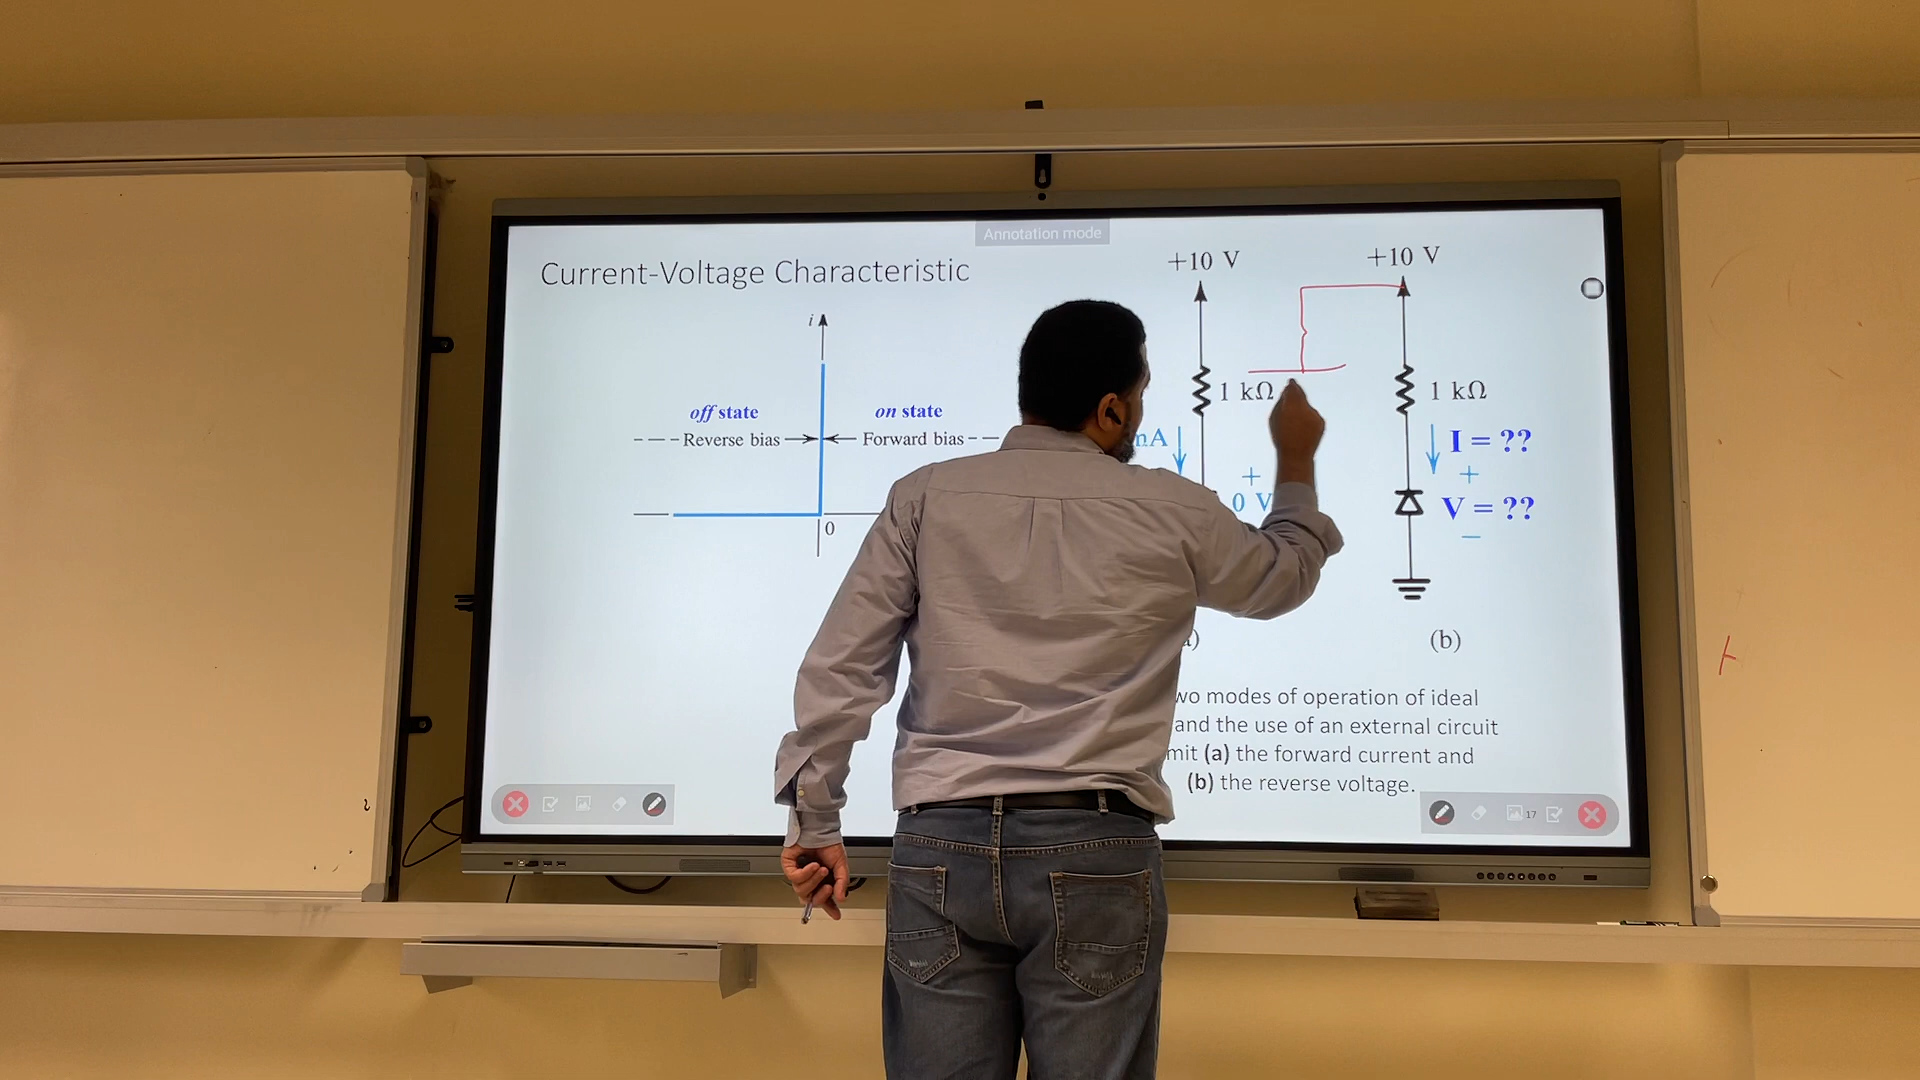 Annotation mode
Current-Voltage Characteristic
i
off state
on state
Reverse bias
Forward bias
0
+10 V
1 kΩ
+
0 V
+10 V
1 kΩ
I = ??
+
V = ??
−
(b)
modes of operation of ideal
and the use of an external circuit
(a) the forward current and
(b) the reverse voltage.
17